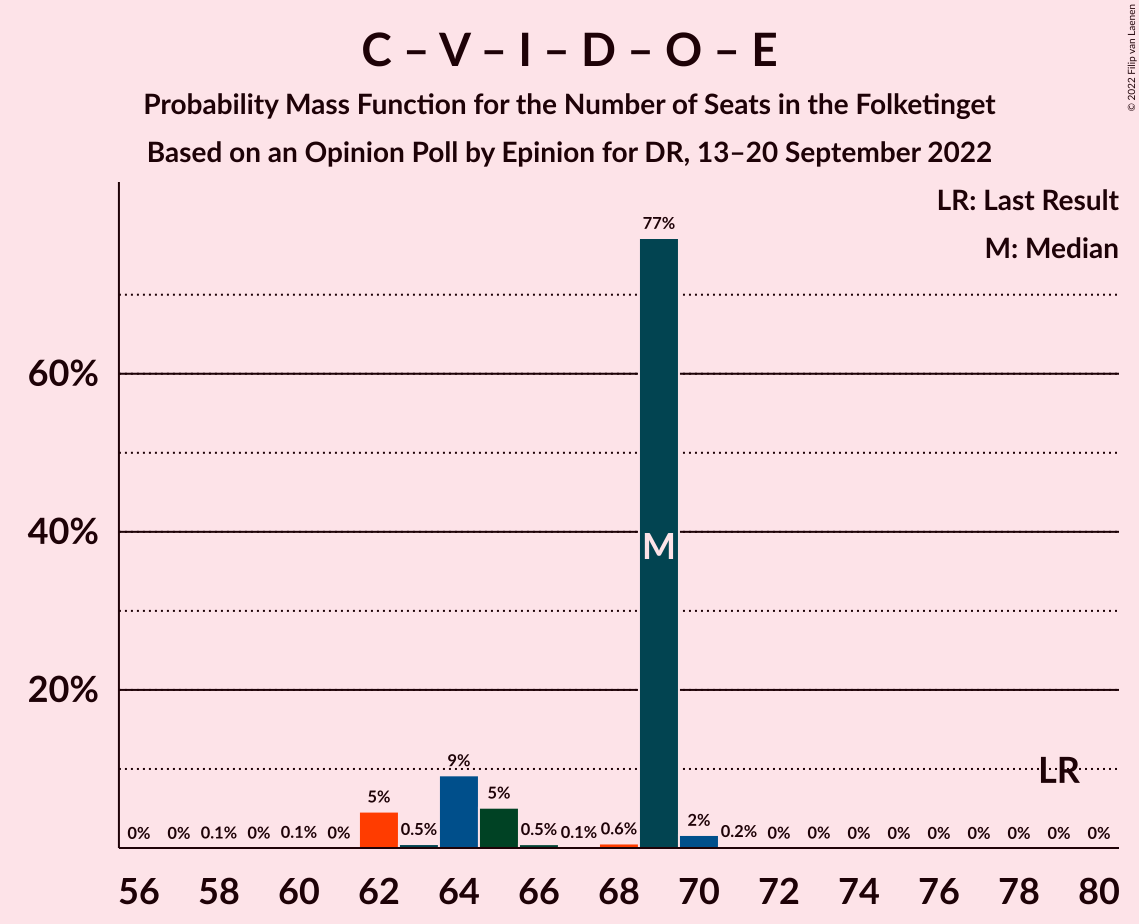 C – V – I – D – O – E
Probability Mass Function for the Number of Seats in the Folketinget
Based on an Opinion Poll by Epinion for DR, 13–20 September 2022
© 2022 Filip van Laenen
LR: Last Result
M: Median
77%
60%
40%
20%
M
LR
0% 0% 0.1% 0% 0.1% 0% 5% 0.5% 9% 5% 0.5% 0.1% 0.6% 2% 0.2% 0% 0% 0% 0% 0% 0% 0% 0% 0%
56 58 60 62 64 66 68 70 72 74 76 78 80